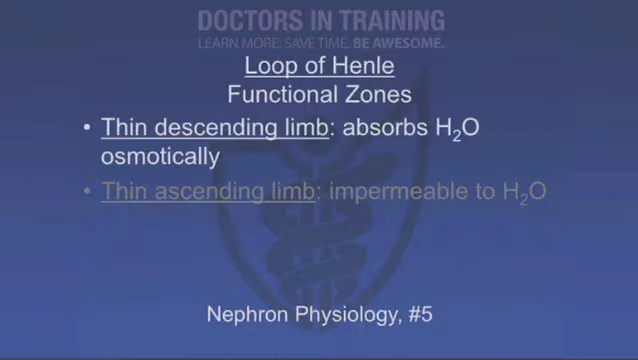 DOCTORS IN TRAINING
LEARN MORE. SAVE TIME. BE AWESOME.
Loop of Henle
Functional Zones
• Thin descending limb: absorbs H₂O
osmotically
• Thin ascending limb: impermeable to H₂O
Nephron Physiology, #5